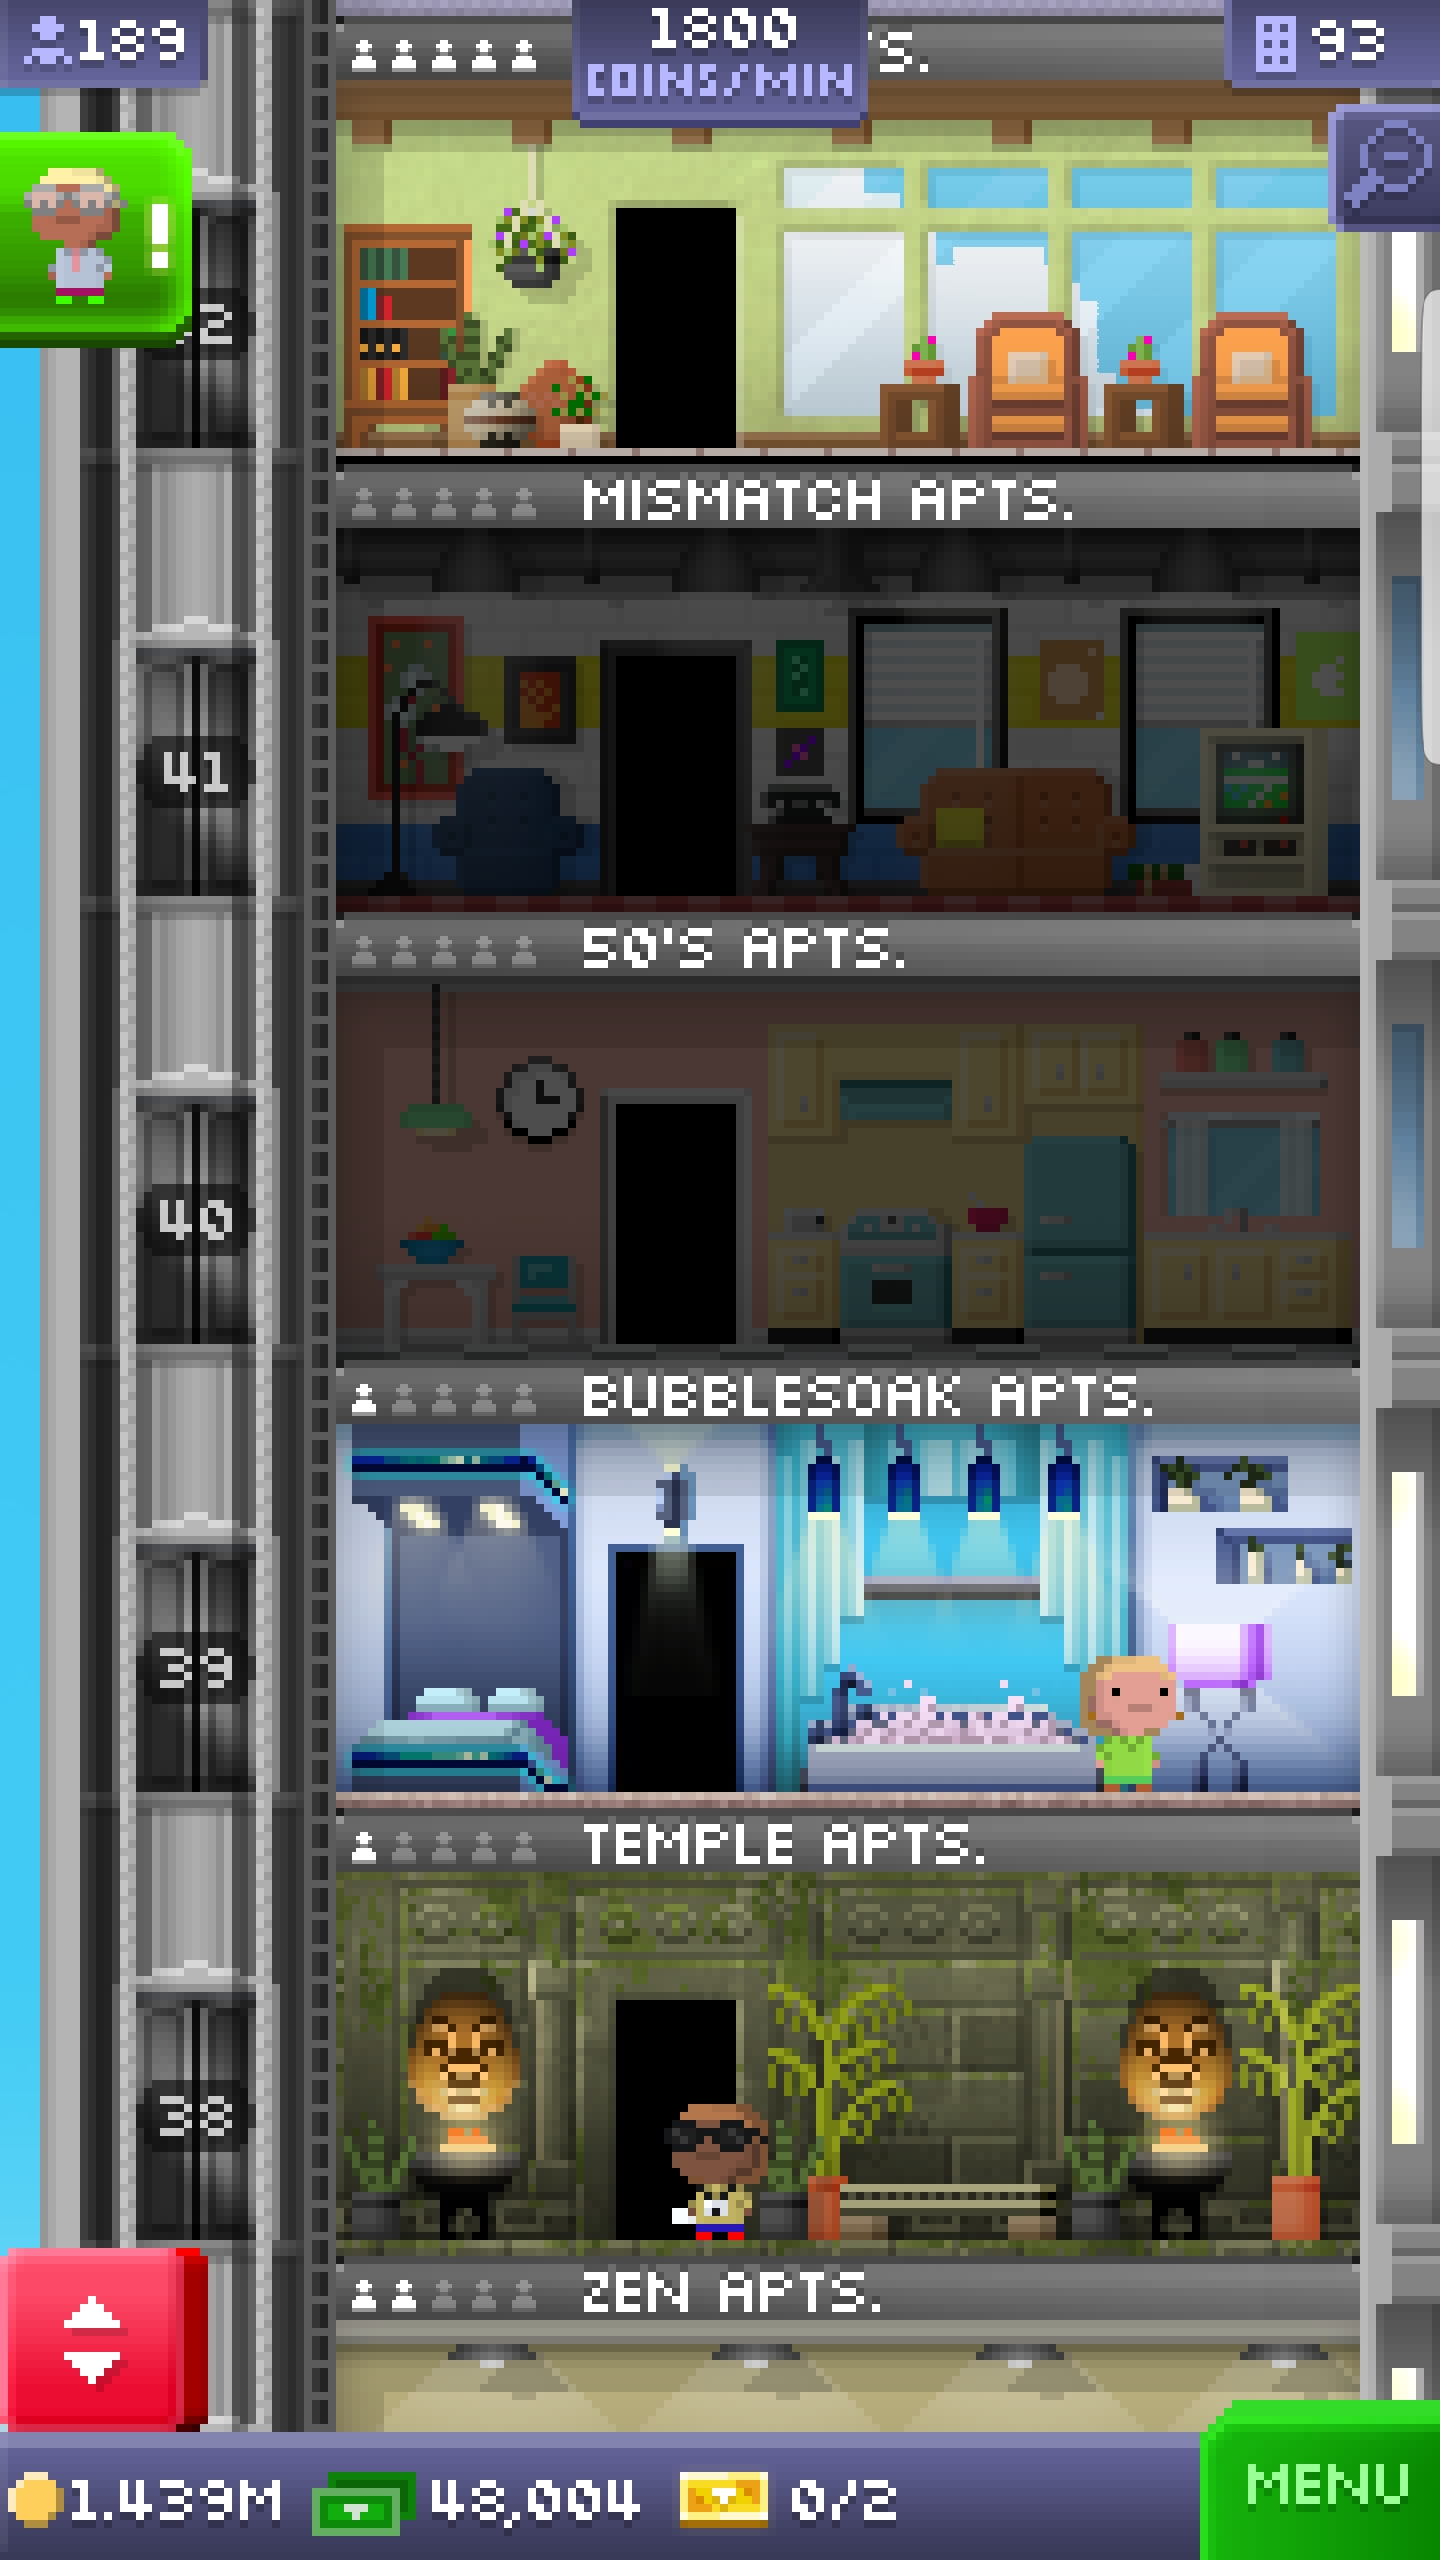 189
1800
COINS/MIN
S.
93
!
2
MISMATCH APTS.
41
50'S APTS.
40
BUBBLESOAK APTS.
39
TEMPLE APTS.
38
ZEN APTS.
1.439M
48,004
0/2
MENU